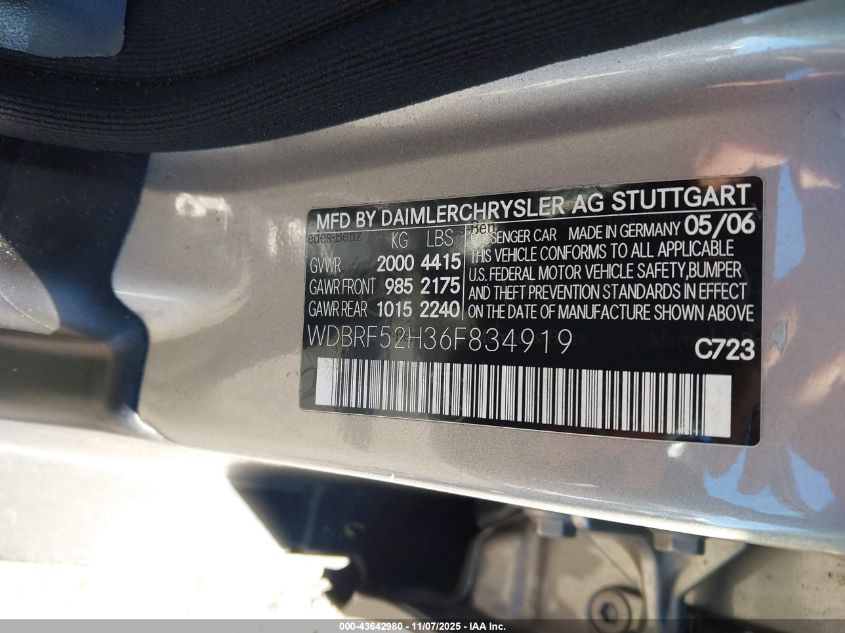 MFD BY DAIMLERCHRYSLER AG STUTTGART
KG LBS PASSENGER CAR MADE IN GERMANY 05/06
GVWR 2000 4415 THIS VEHICLE CONFORMS TO ALL APPLICABLE
GAWR FRONT 985 2175 U.S. FEDERAL MOTOR VEHICLE SAFETY,BUMPER
GAWR REAR 1015 2240 AND THEFT PREVENTION STANDARDS IN EFFECT
ON THE DATE OF MANUFACTURE SHOWN ABOVE
WDBRF52H36F834919 C723
000-43642980 - 11/07/2025 - IAA Inc.